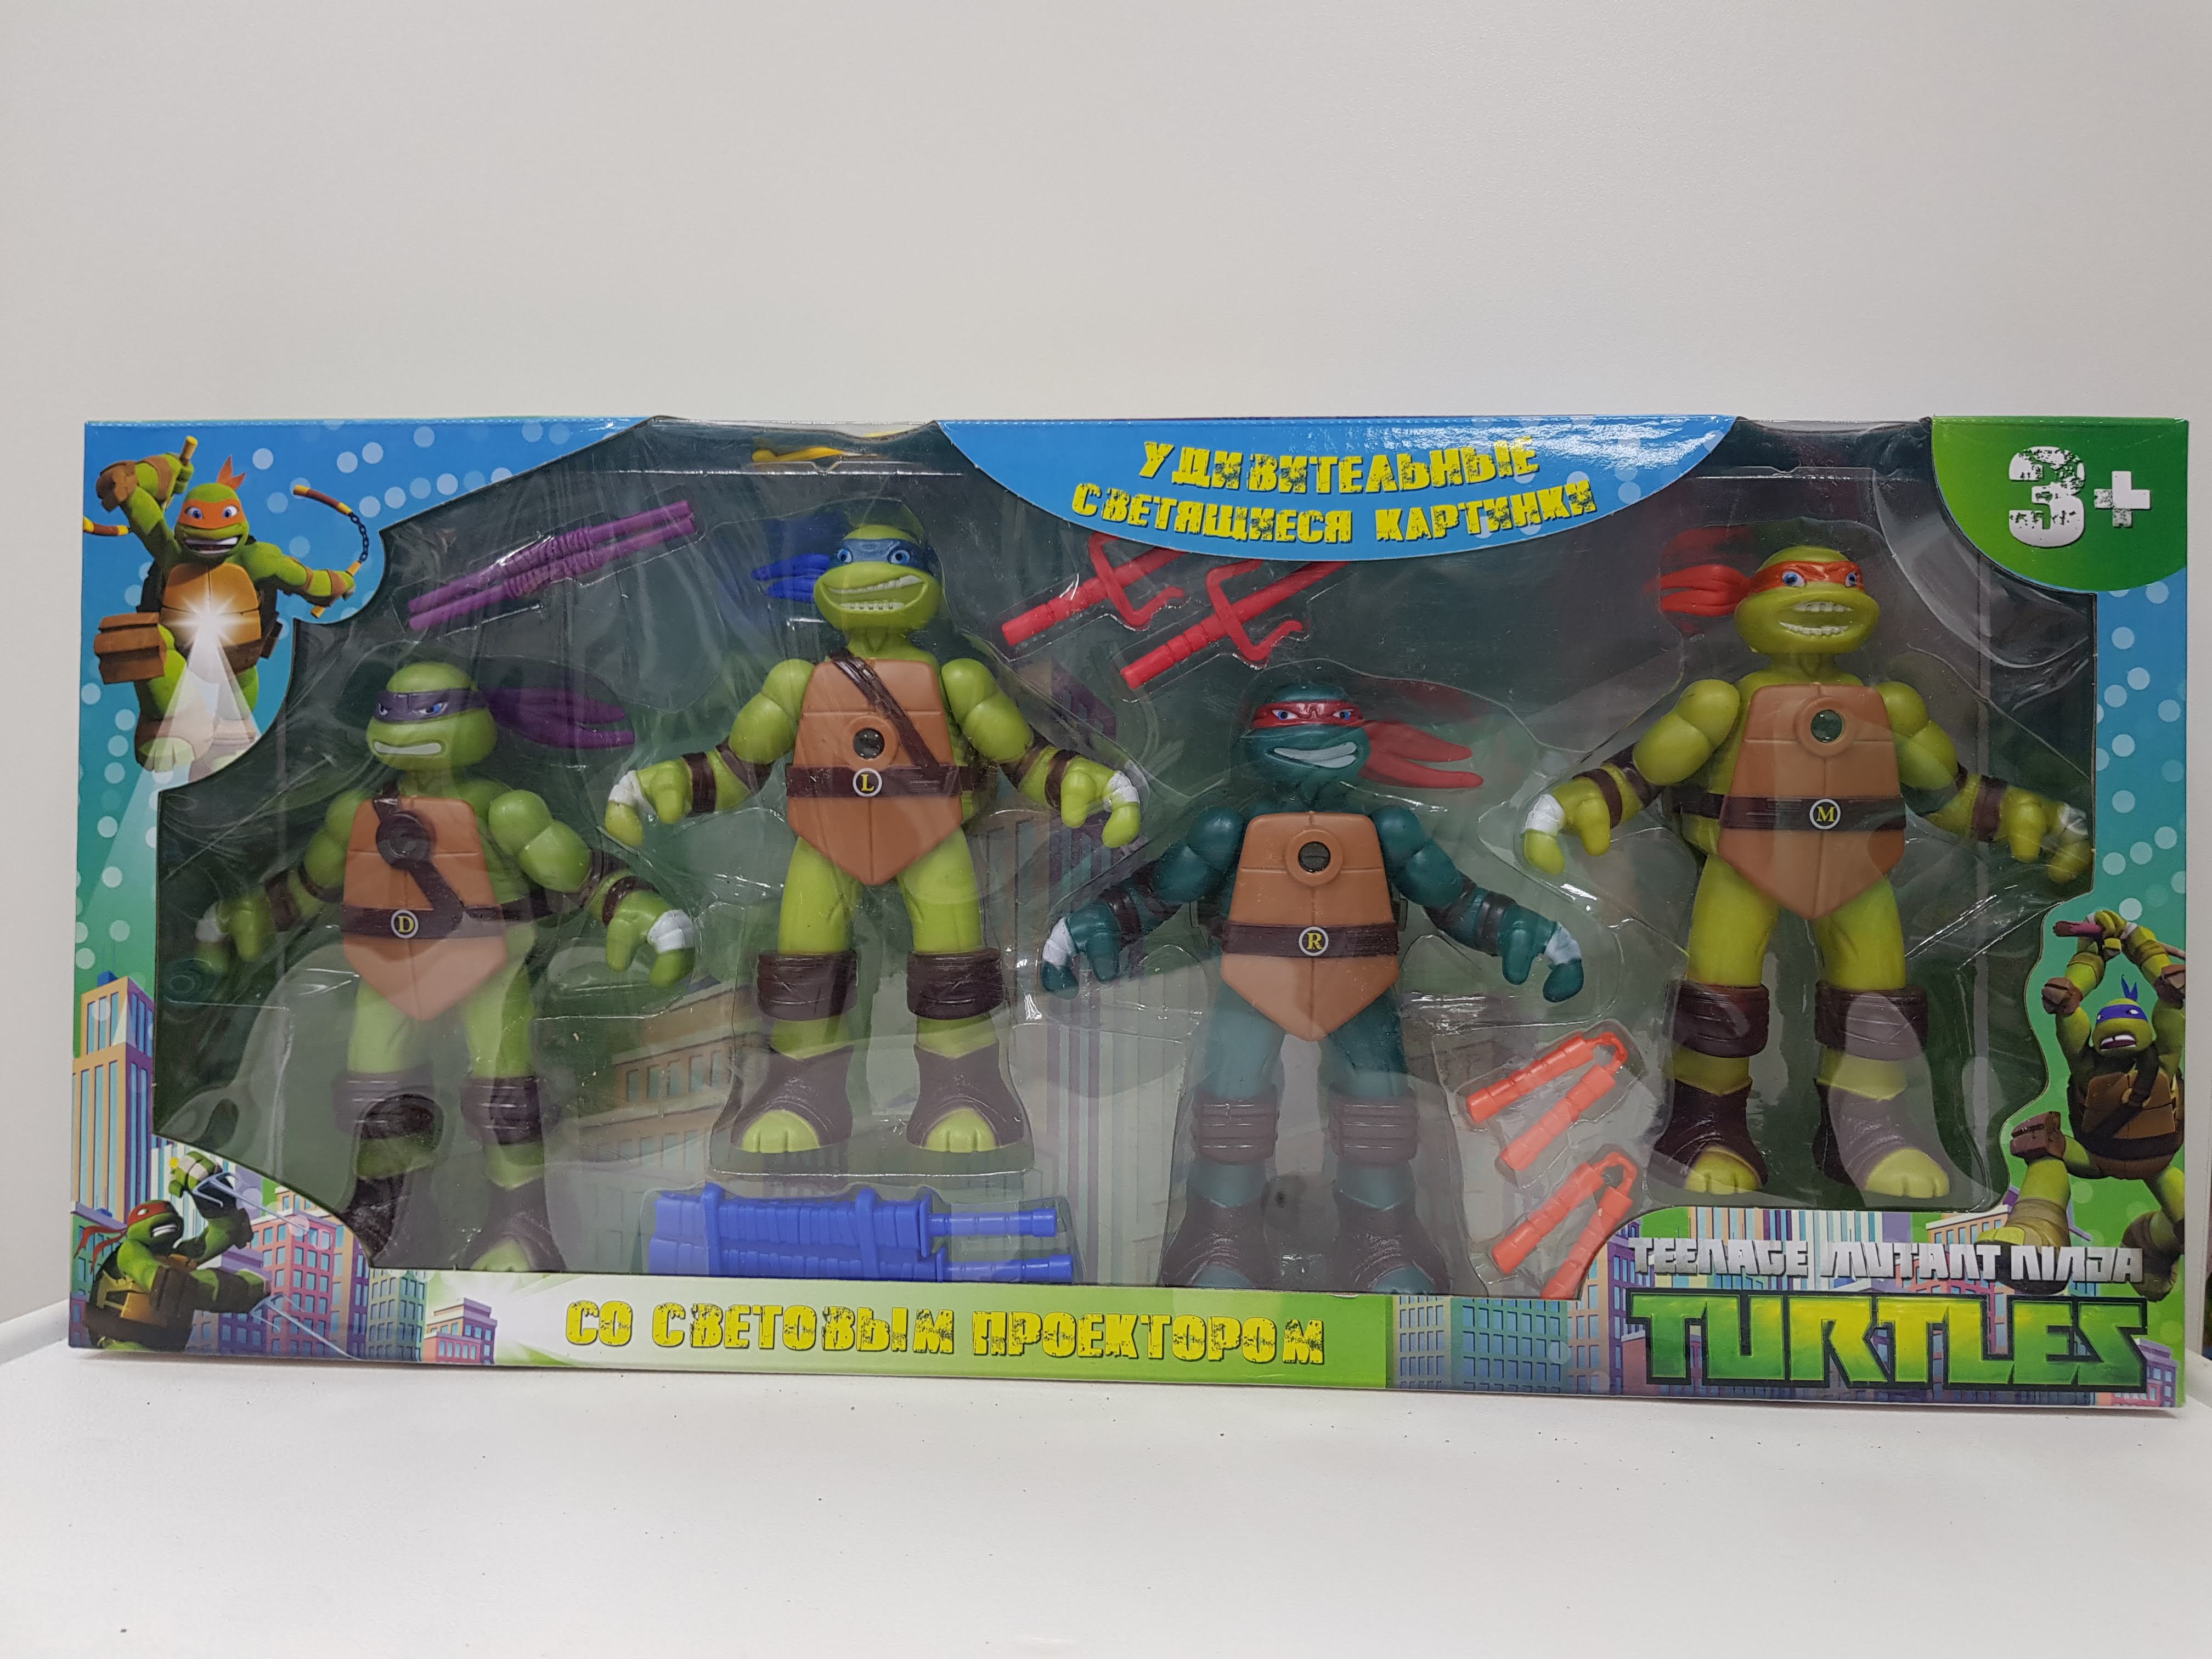 УДИВИТЕЛЬНЫЕ
СВЕТЯЩИЕСЯ КАРТИНКИ
3+
L
M
D
R
TEENAGE MUTANT NINJA
TURTLES
СО СВЕТОВЫМ ПРОЕКТОРОМ